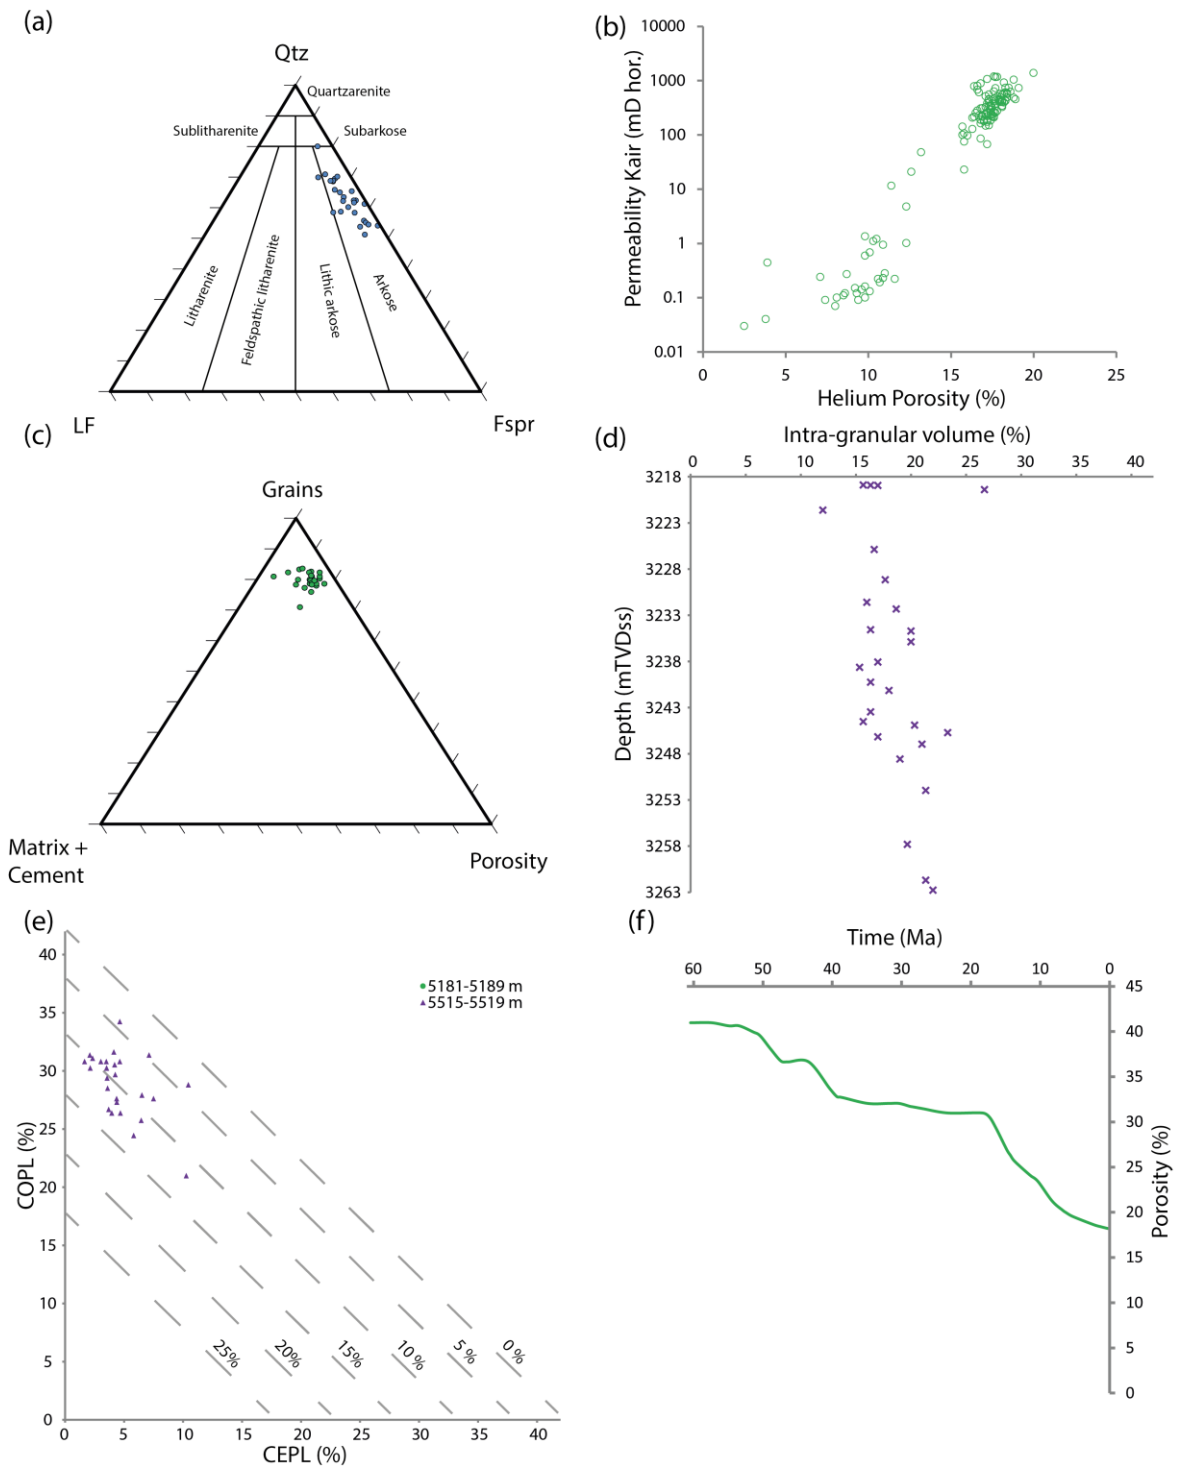 (a)
Qtz
Quartzarenite
Sublitharenite
Subarkose
Litharenite
Feldspathic litharenite
Lithic arkose
Arkose
LF
Fspr
(b)
Permeability Kair (mD hor.)
10000
1000
100
10
1
0.1
0.01
0 5 10 15 20 25
Helium Porosity (%)
(c)
Grains
Matrix +
Cement
Porosity
(d)
Intra-granular volume (%)
0 5 10 15 20 25 30 35 40
Depth (mTVDss)
3218
3223
3228
3233
3238
3243
3248
3253
3258
3263
(e)
COPL (%)
40
35
30
25
20
15
10
5
0
5181-5189 m
5515-5519 m
25% 20% 15% 10 % 5 % 0 %
0 5 10 15 20 25 30 35 40
CEPL (%)
(f)
Time (Ma)
60 50 40 30 20 10 0
45
40
35
30
25
20
15
10
5
0
Porosity (%)